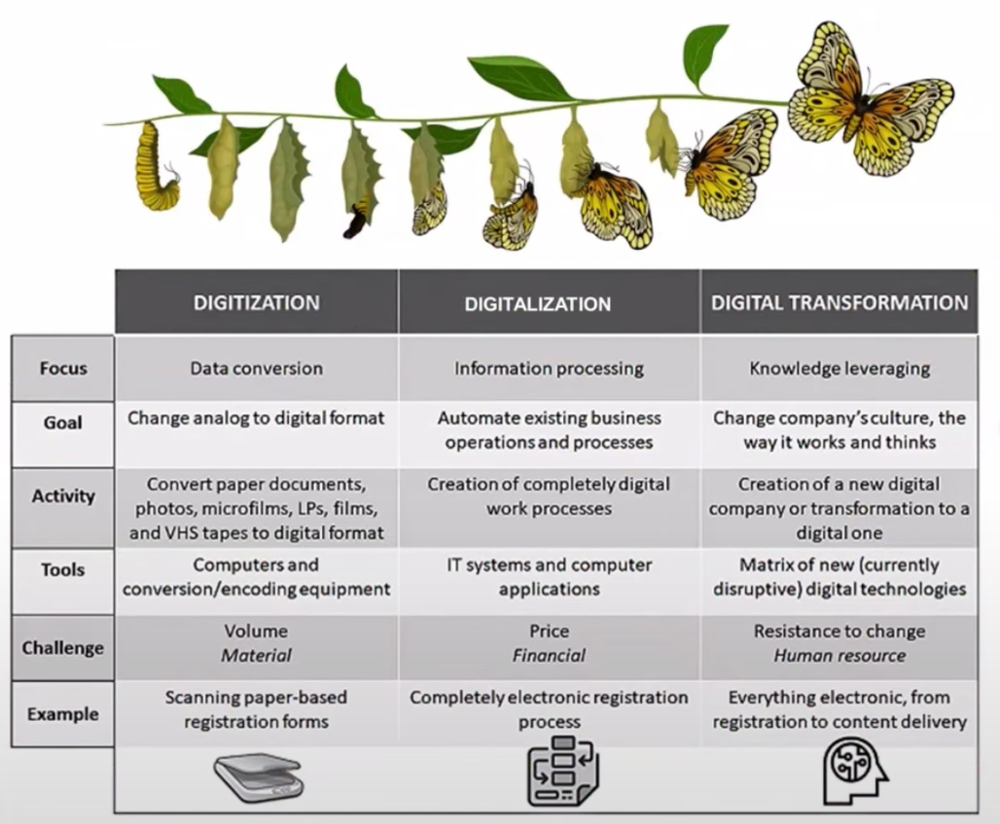 DIGITIZATION
DIGITALIZATION
DIGITAL TRANSFORMATION
Focus
Data conversion
Information processing
Knowledge leveraging
Goal
Change analog to digital format
Automate existing business
operations and processes
Change company's culture, the
way it works and thinks
Activity
Convert paper documents,
photos, microfilms, LPs, films,
and VHS tapes to digital format
Creation of completely digital
work processes
Creation of a new digital
company or transformation to a
digital one
Tools
Computers and
conversion/encoding equipment
IT systems and computer
applications
Matrix of new (currently
disruptive) digital technologies
Challenge
Volume
Material
Price
Financial
Resistance to change
Human resource
Example
Scanning paper-based
registration forms
Completely electronic registration
process
Everything electronic, from
registration to content delivery